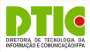 DTIC
DIRETORIA DE TECNOLOGIA DA
INFORMAÇÃO E COMUNICAÇÃO/IFPA